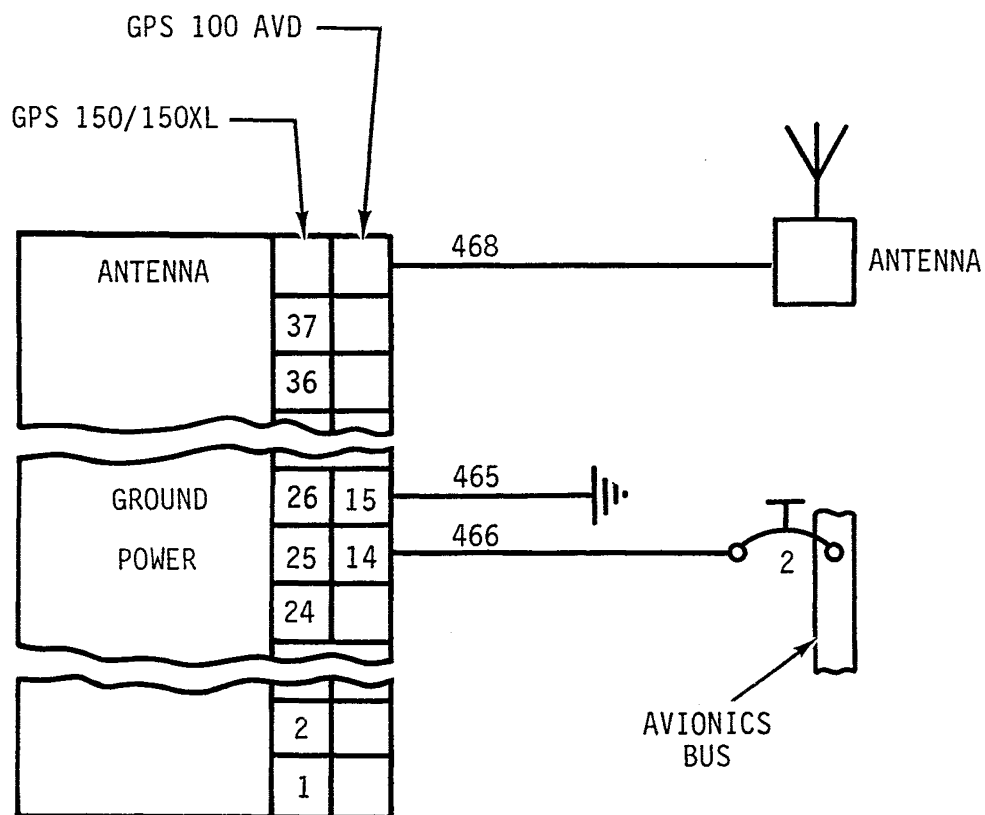 GPS 100 AVD
GPS 150/150XL
468
ANTENNA
ANTENNA
37
36
465
GROUND
26
15
466
POWER
25
14
2
24
AVIONICS
BUS
2
1